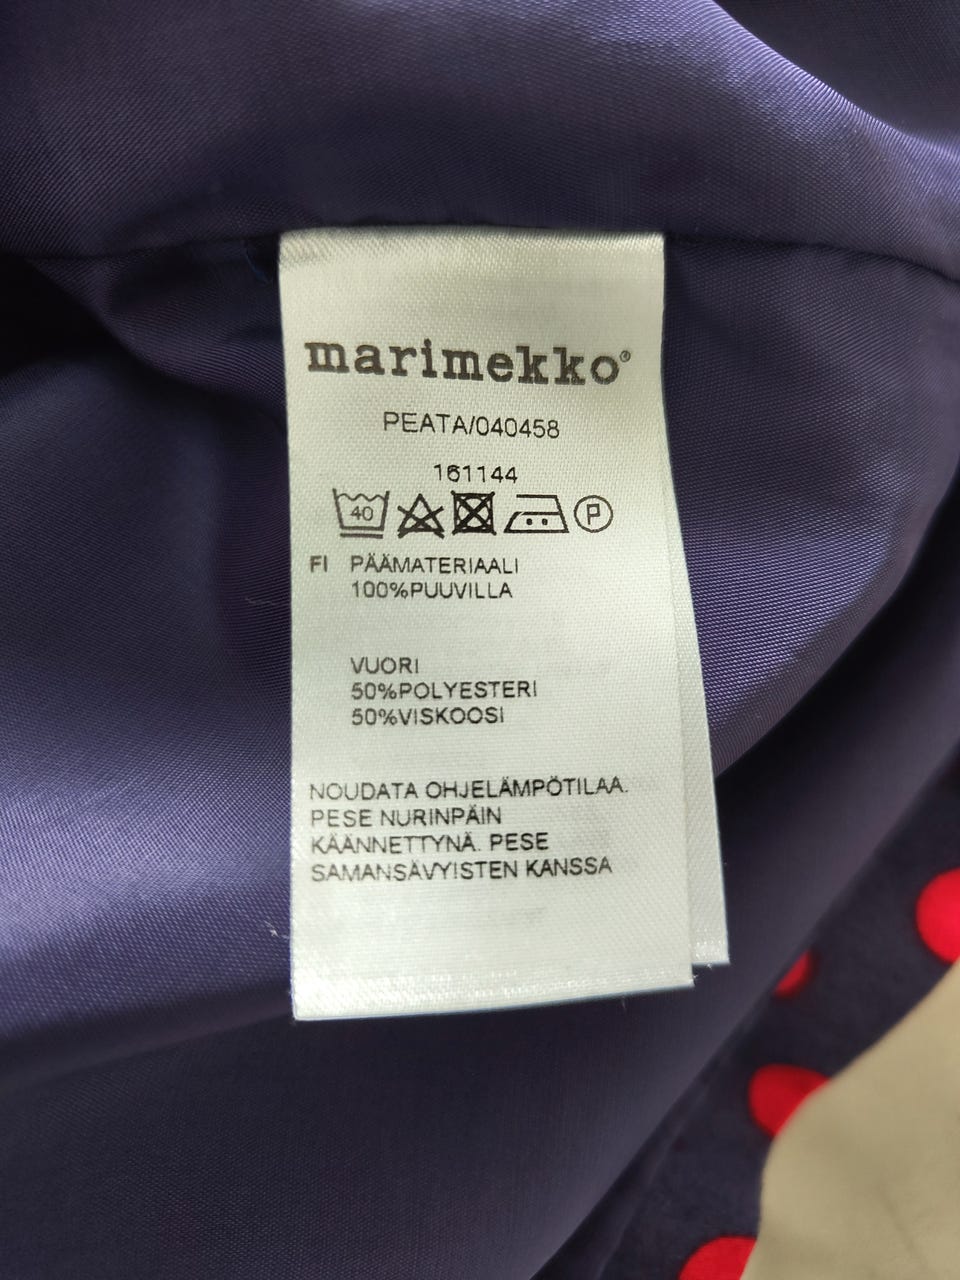 marimekko®
PEATA/040458
161144
40 P
FI PÄÄMATERIAALI
100%PUUVILLA
VUORI
50%POLYESTERI
50%VISKOOSI
NOUDATA OHJELÄMPÖTILAA.
PESE NURINPÄIN
KÄÄNNETTYNÄ. PESE
SAMANSÄVYISTEN KANSSA